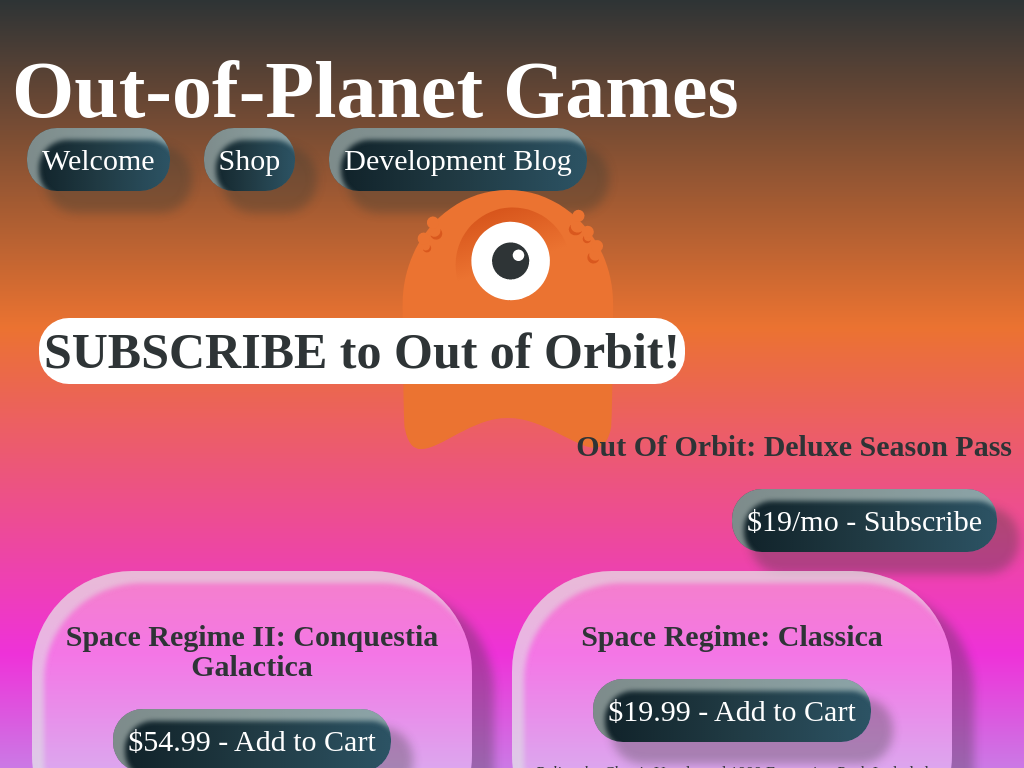 Out-of-Planet Games
Welcome
Shop
Development Blog
SUBSCRIBE to Out of Orbit!
Out Of Orbit: Deluxe Season Pass
$19/mo - Subscribe
Space Regime II: Conquestia
Galactica
$54.99 - Add to Cart
Space Regime: Classica
$19.99 - Add to Cart